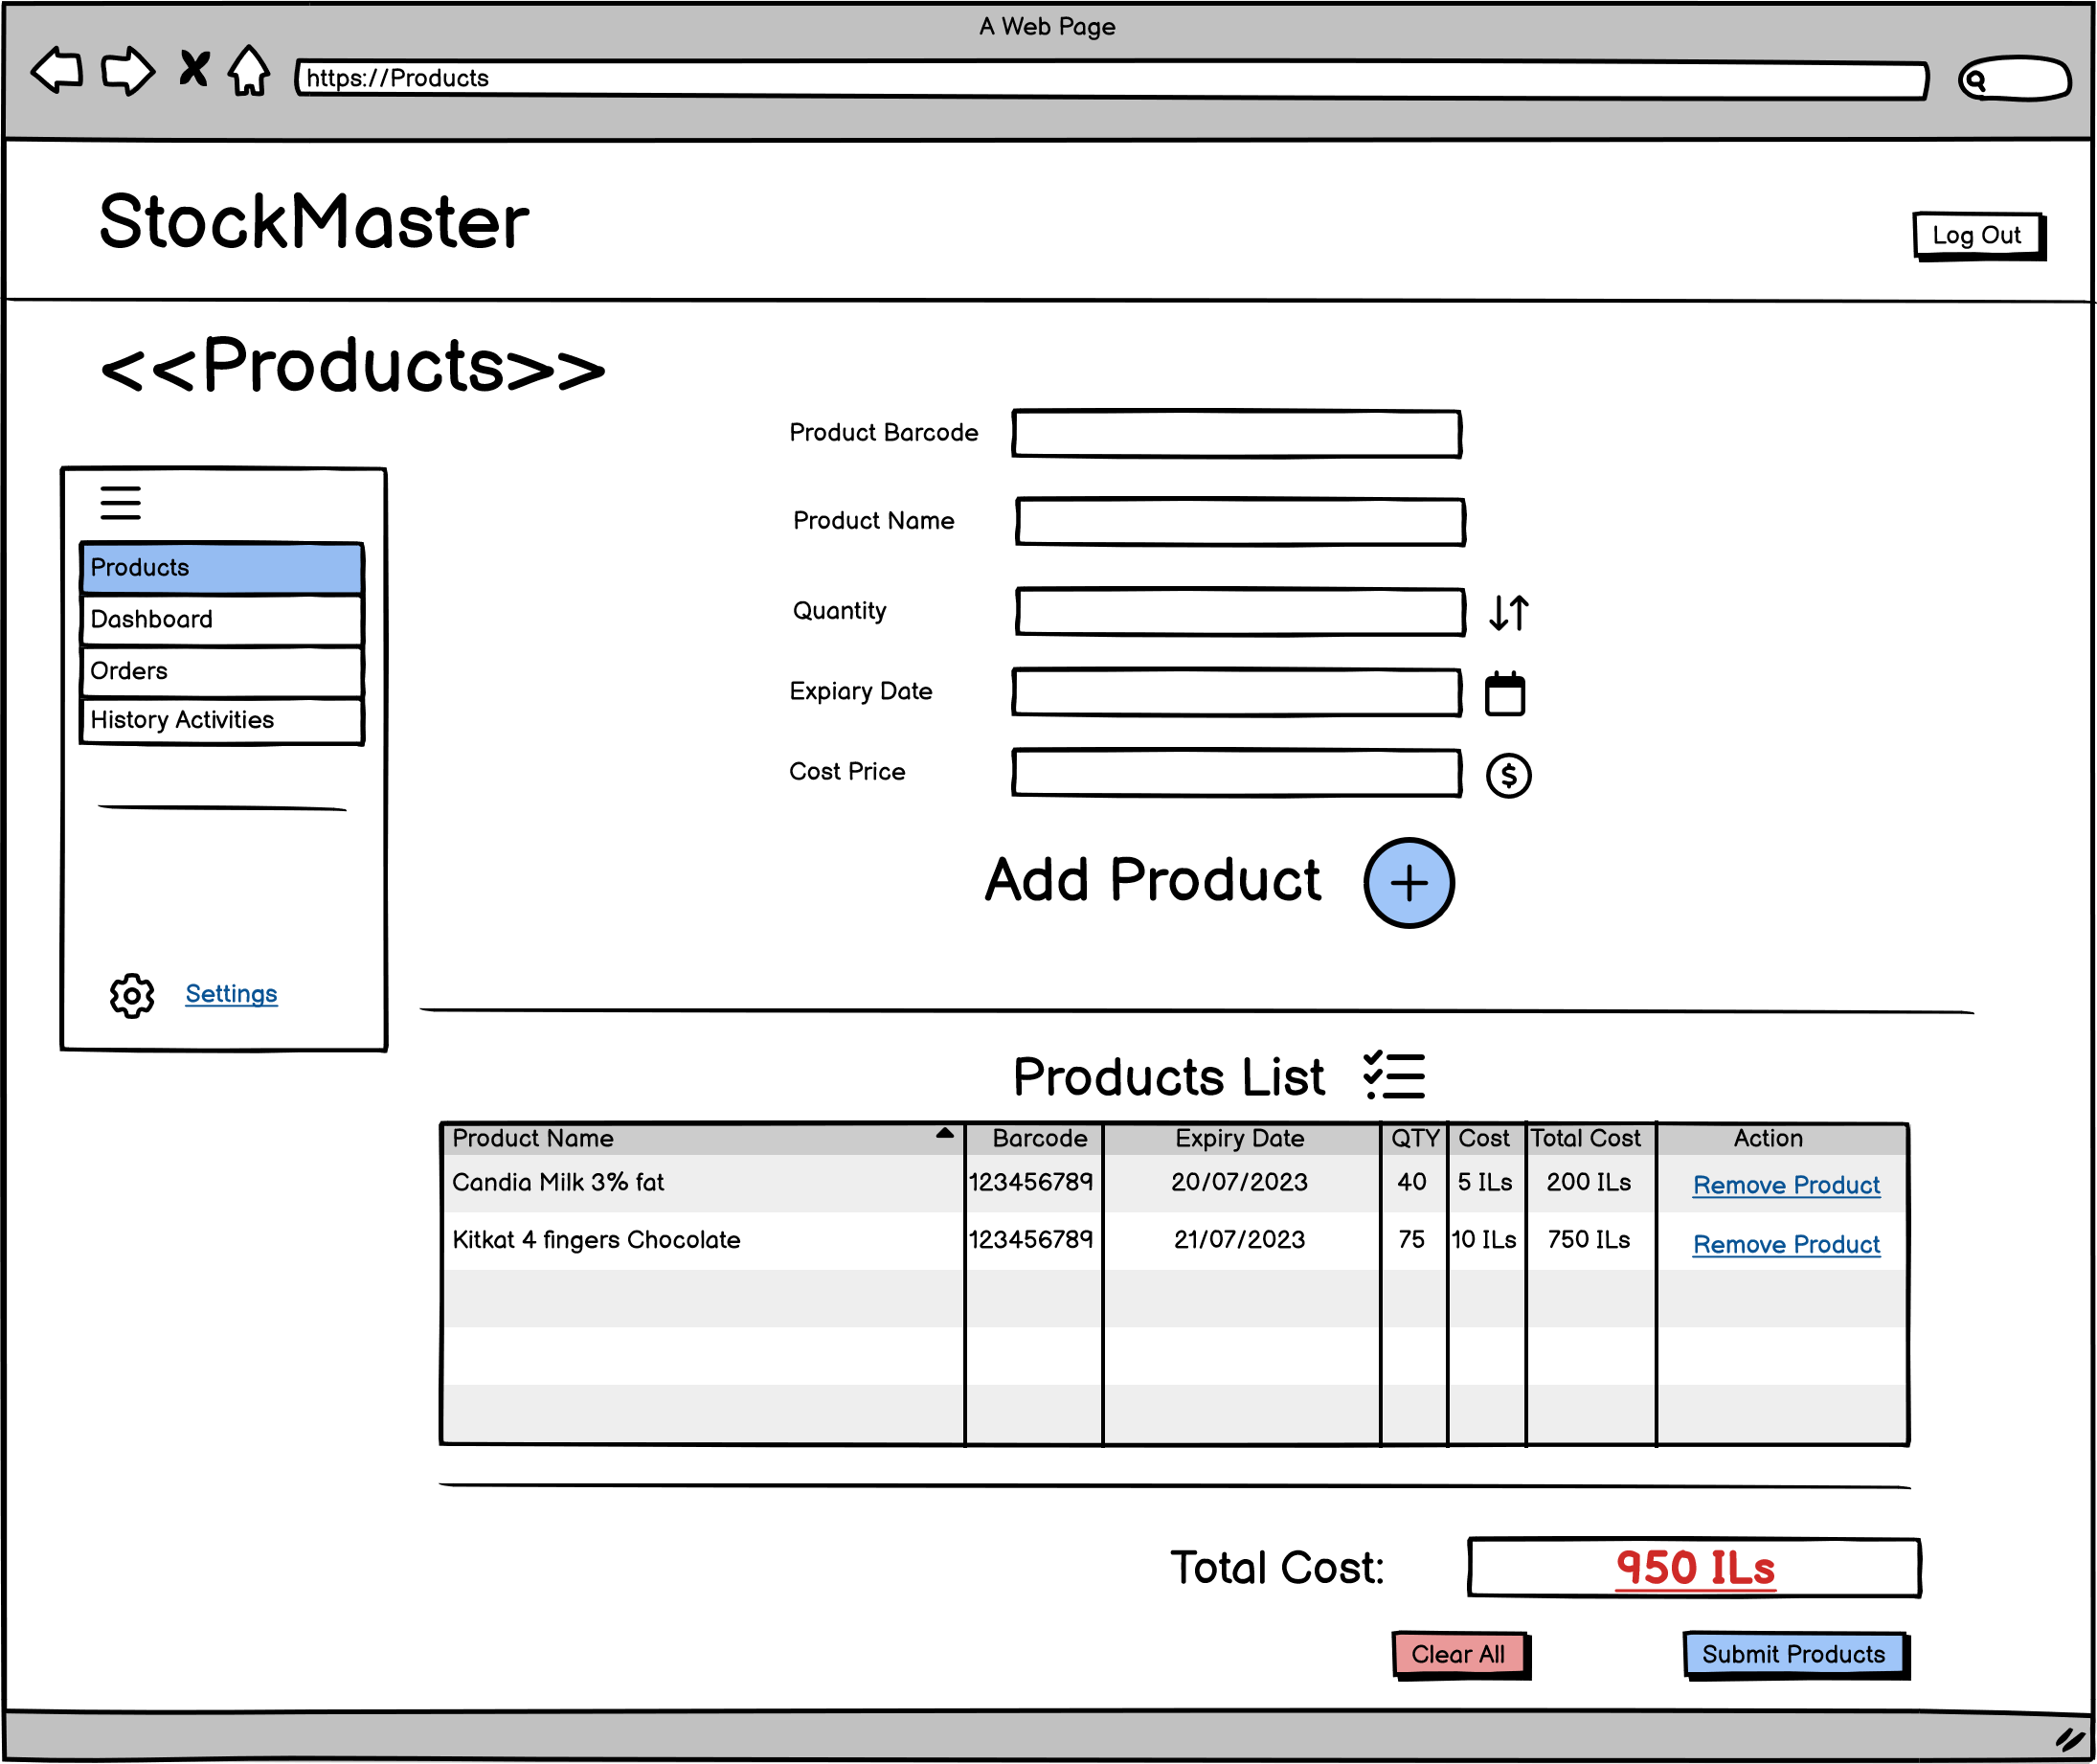 A Web Page
https://Products
StockMaster
Log Out
<<Products>>
Product Barcode
Product Name
Quantity
Expiary Date
Cost Price
Add Product
Products
Dashboard
Orders
History Activities
Settings
Products List
Product Name Barcode Expiry Date QTY Cost Total Cost Action
Candia Milk 3% fat 123456789 20/07/2023 40 5 ILs 200 ILs Remove Product
Kitkat 4 fingers Chocolate 123456789 21/07/2023 75 10 ILs 750 ILs Remove Product
Total Cost: 950 ILs
Clear All Submit Products